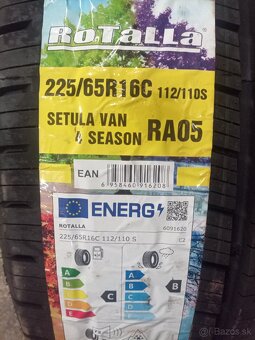 ROTALLA
225/65R16C 112/110S
SETULA VAN
4 SEASON RA05
EAN
6958460916208
ENERG
ROTALLA 6091620
225/65R16C 112/110 S C2
A A
B B B
C C C
D D
E E
sbazar.sk